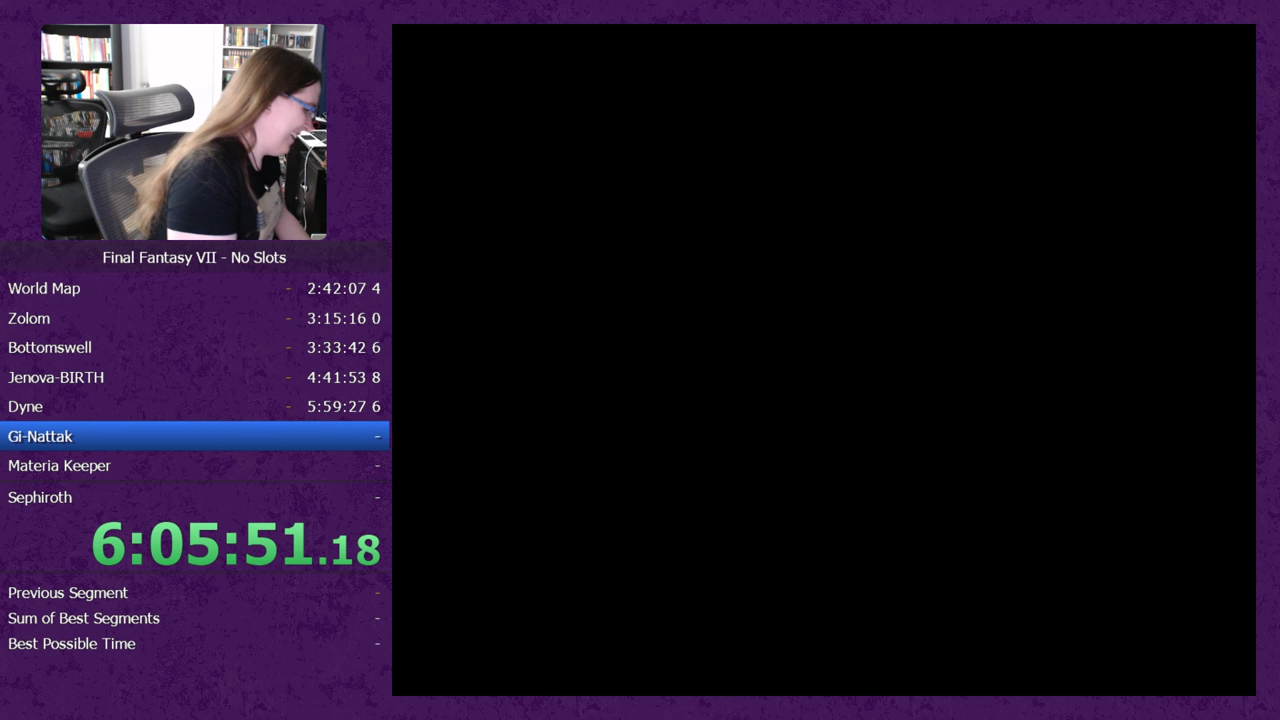 Final Fantasy VII - No Slots
World Map - 2:42:07 4
Zolom - 3:15:16 0
Bottomswell - 3:33:42 6
Jenova-BIRTH - 4:41:53 8
Dyne - 5:59:27 6
Gi-Nattak -
Materia Keeper -
Sephiroth -
6:05:51.18
Previous Segment -
Sum of Best Segments -
Best Possible Time -